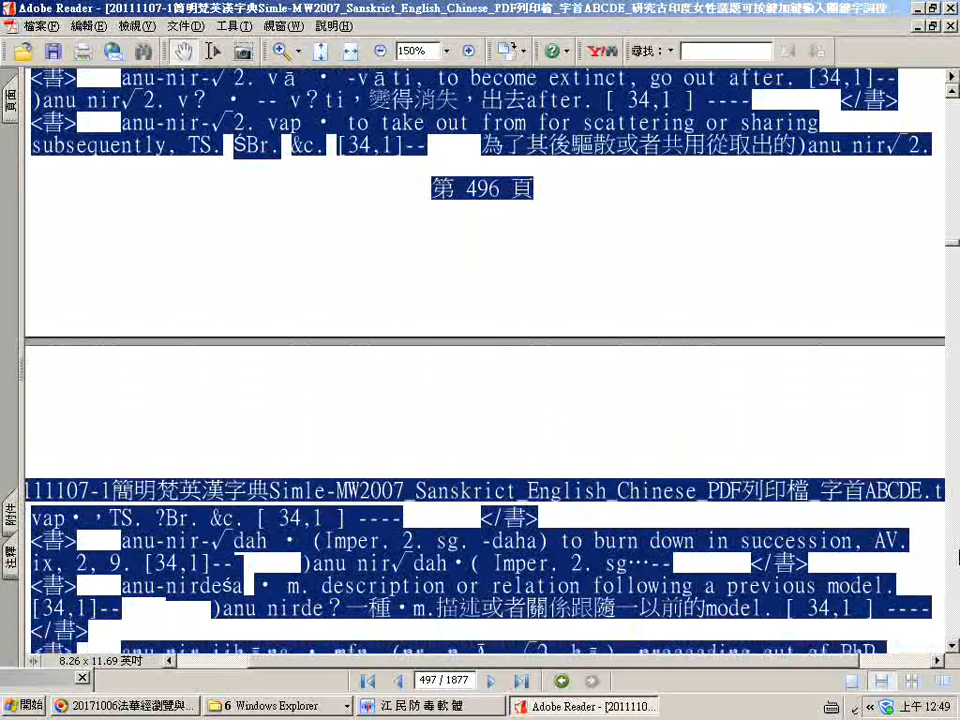 Adobe Reader - [20111107-1簡明梵英漢字典Simle-MW2007_Sanskrict_English_Chinese_PDF列印檔_字首ABCDE_研究古印度女性議題可按鍵加鍵輸入關鍵字詞搜
檔案(F) 編輯(E) 檢視(V) 文件(D) 工具(T) 視窗(W) 說明(H)
150% 尋找：
頁面
<書> anu-nir-√ 2. vā • -vāti, to become extinct, go out after. [34,1]--
)anu nir√ 2. v？ • -- v？ti，變得消失，出去after. [ 34,1 ] ---- </書>
<書> anu-nir-√ 2. vap • to take out from for scattering or sharing
subsequently, TS. ŚBr. &c. [34,1]-- 為了其後驅散或者共用從取出的)anu nir√ 2.
第 496 頁
111107-1簡明梵英漢字典Simle-MW2007_Sanskrict_English_Chinese_PDF列印檔_字首ABCDE.t
vap•，TS. ?Br. &c. [ 34,1 ] ---- </書>
<書> anu-nir-√ dah • (Imper. 2. sg. -daha) to burn down in succession, AV.
ix, 2, 9. [34,1]-- )anu nir√ dah•( Imper. 2. sg…-- </書>
<書> anu-nirdeśa • m. description or relation following a previous model.
[34,1]-- )anu nirde？一種•m.描述或者關係跟隨一以前的model. [ 34,1 ] ----
</書>
附件
注釋
8.26 x 11.69 英吋
497 / 1877
開始 20171006法華經瀏覽與... 6 Windows Explorer 江民防毒軟體 Adobe Reader - [2011110... 上午 12:49